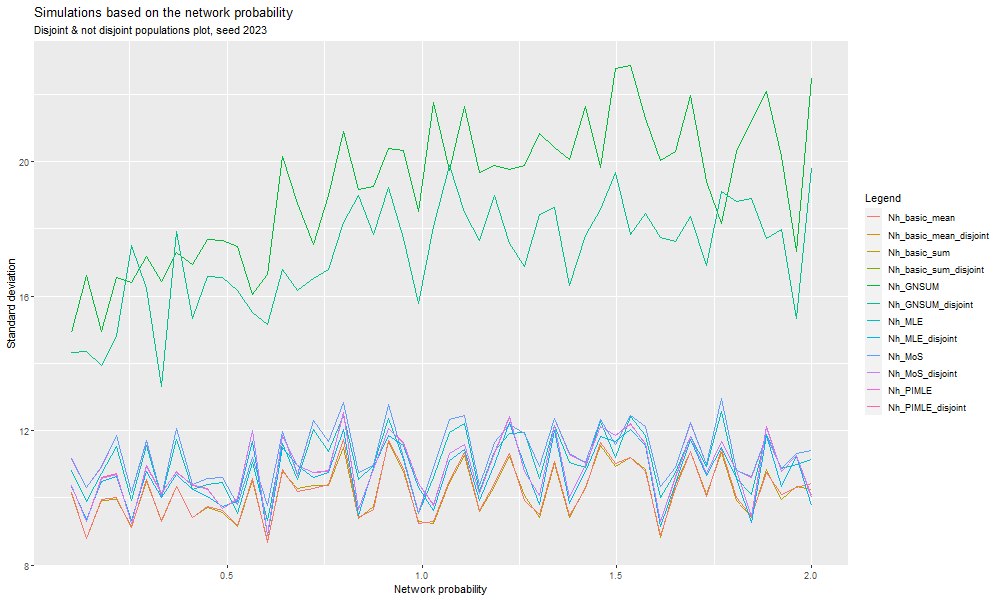 Simulations based on the network probability
Disjoint & not disjoint populations plot, seed 2023
Standard deviation
20
16
12
8
0.5
1.0
1.5
2.0
Network probability
Legend
Nh_basic_mean
Nh_basic_mean_disjoint
Nh_basic_sum
Nh_basic_sum_disjoint
Nh_GNSUM
Nh_GNSUM_disjoint
Nh_MLE
Nh_MLE_disjoint
Nh_MoS
Nh_MoS_disjoint
Nh_PIMLE
Nh_PIMLE_disjoint